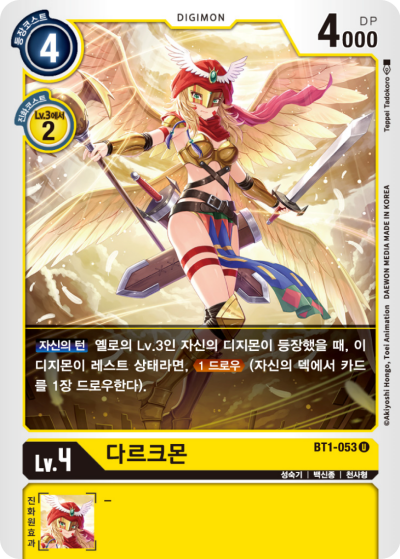 등장코스트
4
DIGIMON
DP
4000
진화코스트
Lv.3에서
2
Teppei Tadokoro
©Akiyoshi Hongo, Toei Animation DAEWON MEDIA MADE IN KOREA
자신의 턴 옐로의 Lv.3인 자신의 디지몬이 등장했을 때, 이
디지몬이 레스트 상태라면, 1 드로우 (자신의 덱에서 카드
를 1장 드로우한다).
BT1-053 U
Lv.4 다르크몬
성숙기 | 백신종 | 천사형
진화원효과
–